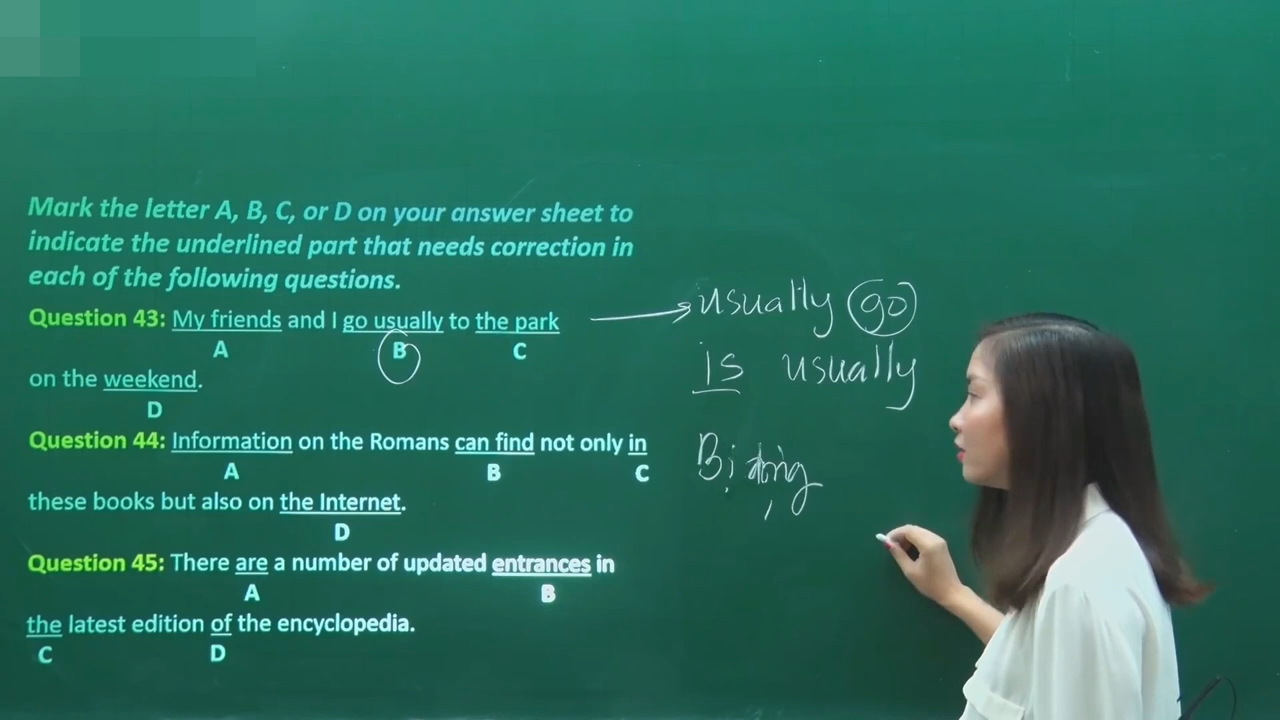 Mark the letter A, B, C, or D on your answer sheet to
indicate the underlined part that needs correction in
each of the following questions.
Question 43: My friends and I go usually to the park
A B C
on the weekend.
D
Question 44: Information on the Romans can find not only in
A B C
these books but also on the Internet.
D
Question 45: There are a number of updated entrances in
A B
the latest edition of the encyclopedia.
C D
usually go
is usually